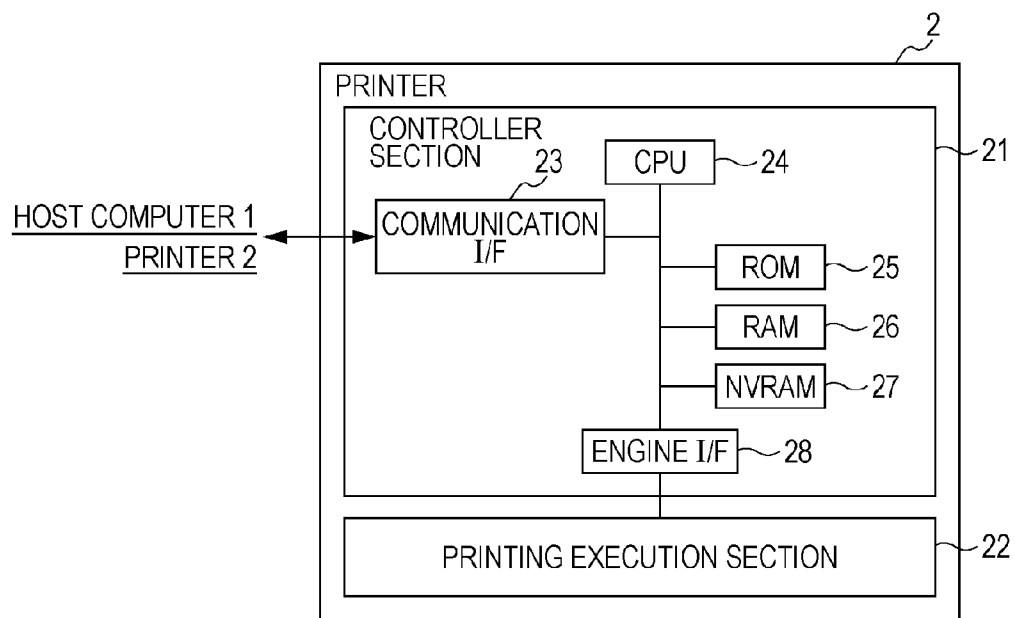 2
PRINTER
CONTROLLER
SECTION
21
23
CPU
24
HOST COMPUTER 1
PRINTER 2
COMMUNICATION
I/F
ROM
25
RAM
26
NVRAM
27
ENGINE I/F
28
PRINTING EXECUTION SECTION
22